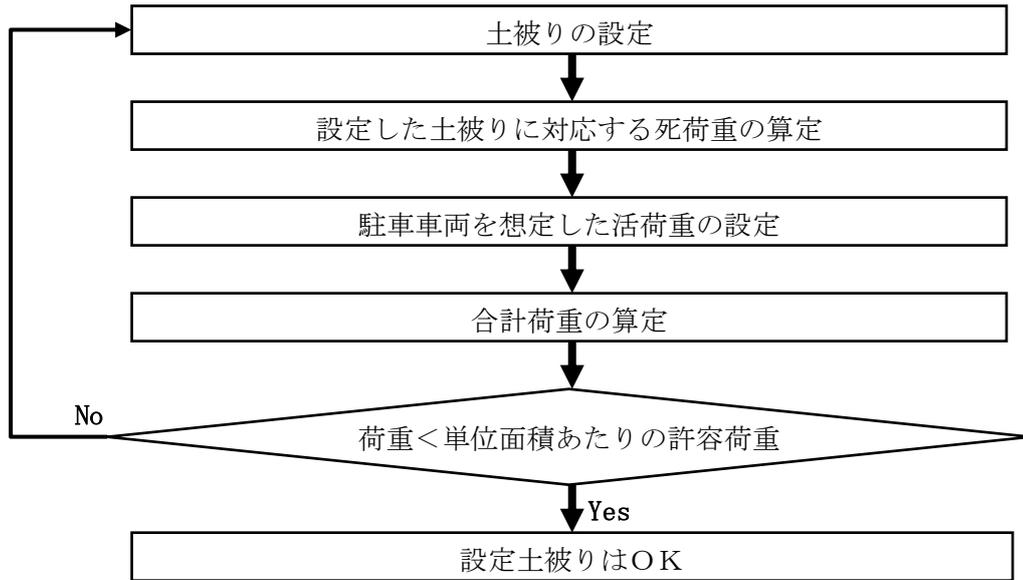 土被りの設定
設定した土被りに対応する死荷重の算定
駐車車両を想定した活荷重の設定
合計荷重の算定
No
荷重＜単位面積あたりの許容荷重
Yes
設定土被りはＯＫ